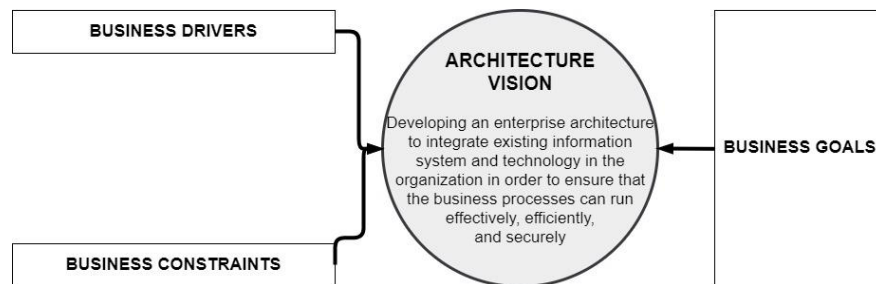 BUSINESS DRIVERS
ARCHITECTURE
VISION
Developing an enterprise architecture
to integrate existing information
system and technology in the
organization in order to ensure that
the business processes can run
effectively, efficiently,
and securely
BUSINESS GOALS
BUSINESS CONSTRAINTS